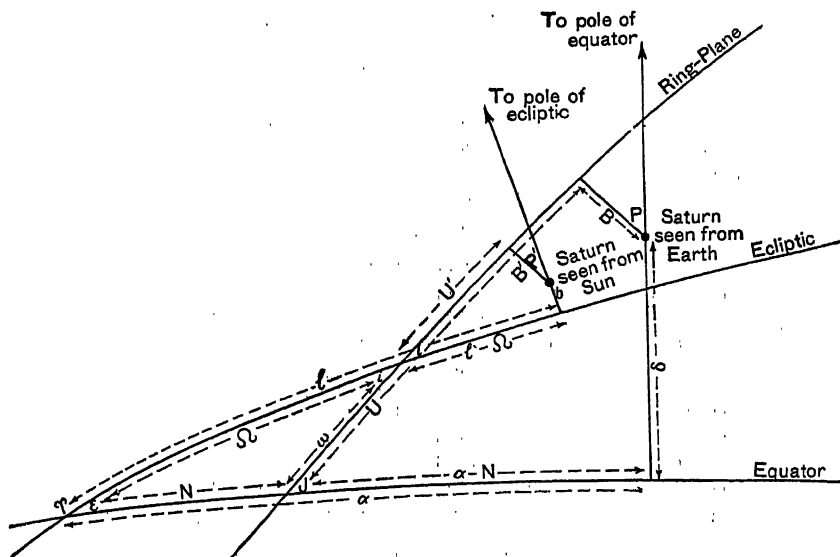 To pole of
equator
Ring-Plane
To pole of
ecliptic
P
B
Saturn
seen from
Earth
Ecliptic
P'
B'
Saturn
seen from
Sun
b
U'
i
l
l-Ω
Ω
i
U
ω
δ
♈
ε
N
J
α-N
α
Equator